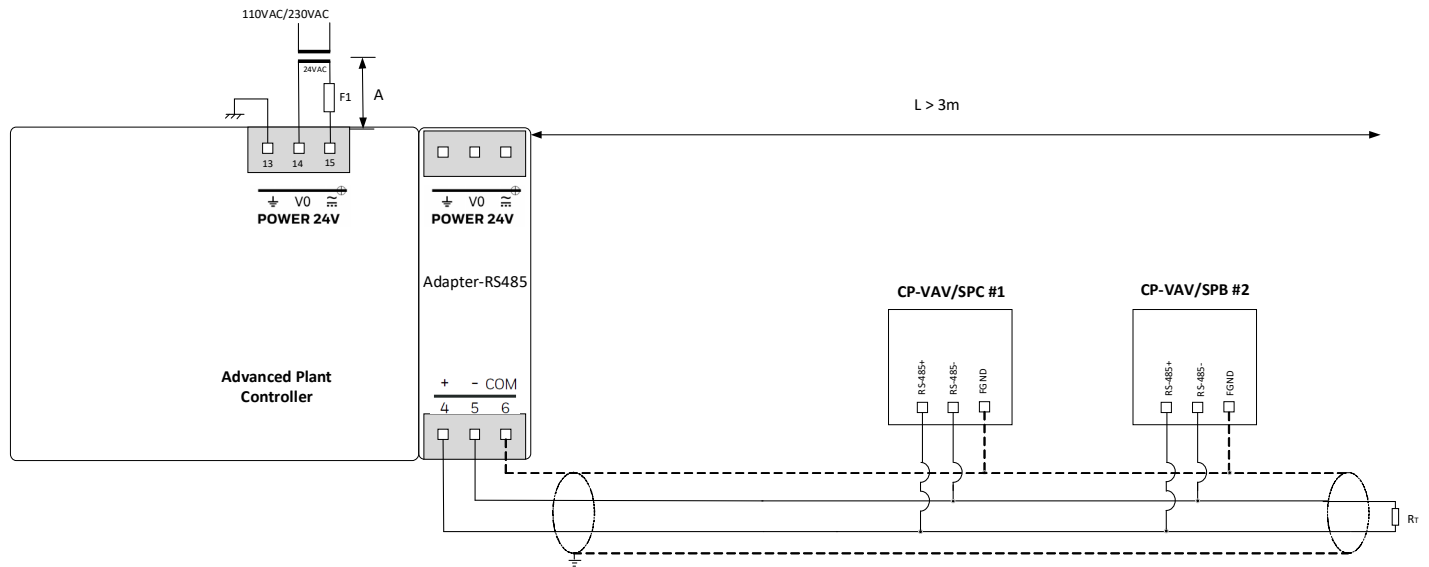 110VAC/230VAC
24VAC
F1
A
L > 3m
13 14 15
V0
POWER 24V
V0
POWER 24V
Adapter-RS485
CP-VAV/SPC #1
CP-VAV/SPB #2
RS-485+
RS-485-
FGND
RS-485+
RS-485-
FGND
Advanced Plant
Controller
+ - COM
4 5 6
RT